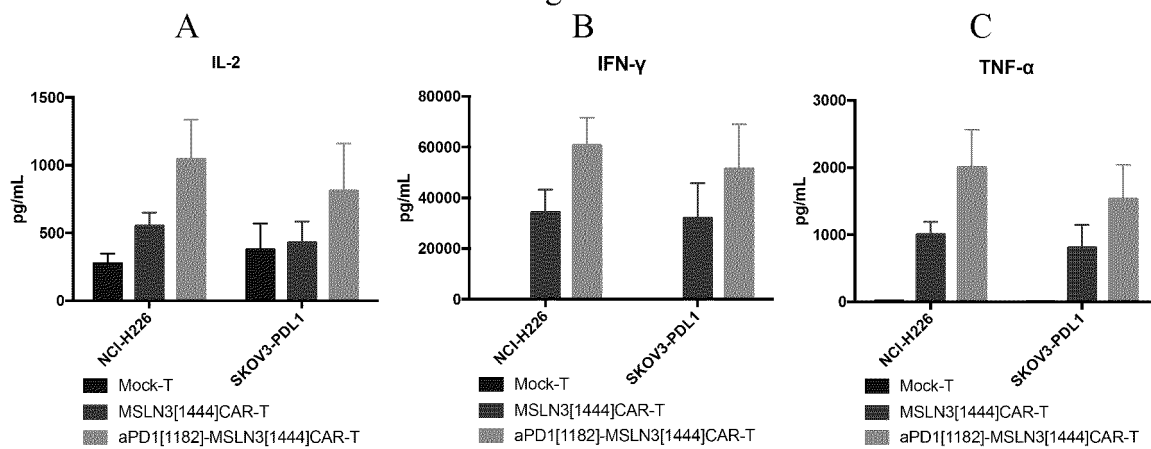 g
A
B
C
IL-2
IFN-γ
TNF-α
1500
1000
500
0
pg/mL
NCI-H226
SKOV3-PDL1
80000
60000
40000
20000
0
pg/mL
NCI-H226
SKOV3-PDL1
3000
2000
1000
0
pg/mL
NCI-H226
SKOV3-PDL1
Mock-T
MSLN3[1444]CAR-T
aPD1[1182]-MSLN3[1444]CAR-T
Mock-T
MSLN3[1444]CAR-T
aPD1[1182]-MSLN3[1444]CAR-T
Mock-T
MSLN3[1444]CAR-T
aPD1[1182]-MSLN3[1444]CAR-T